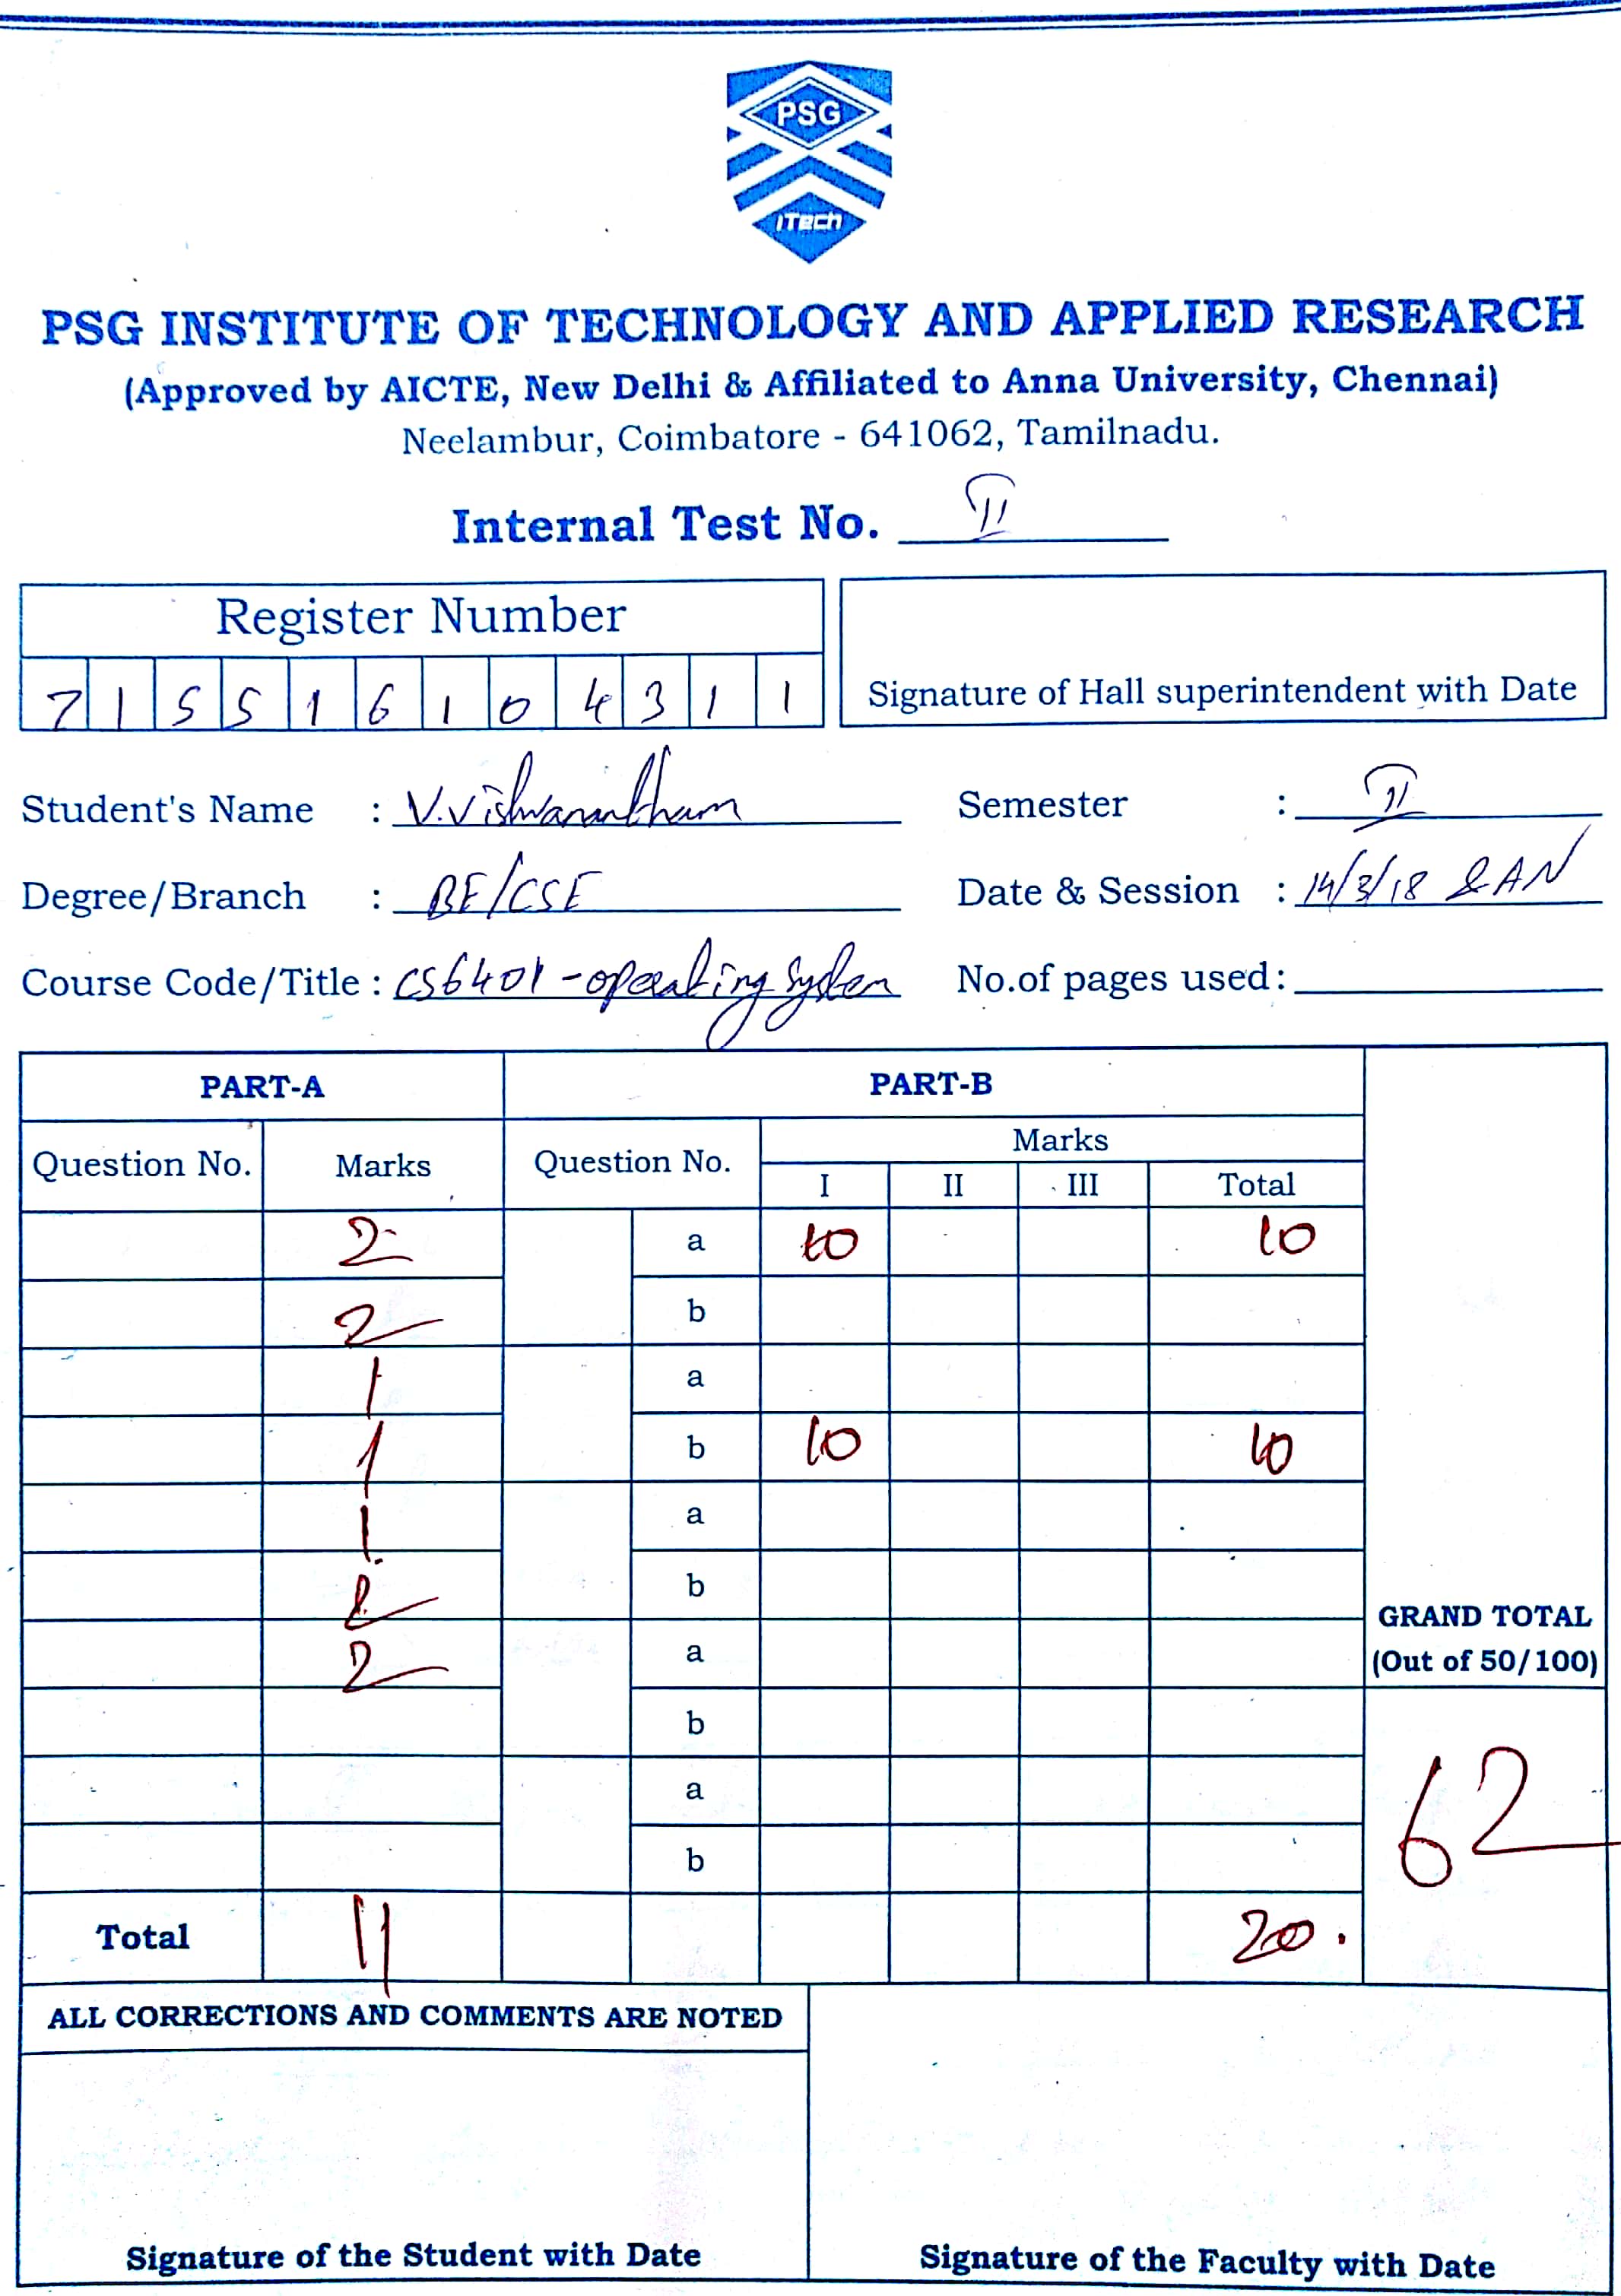 PSG
iTech
PSG INSTITUTE OF TECHNOLOGY AND APPLIED RESEARCH
(Approved by AICTE, New Delhi & Affiliated to Anna University, Chennai)
Neelambur, Coimbatore - 641062, Tamilnadu.
Internal Test No. II
Register Number
7 1 5 5 1 6 1 0 4 3 1 1
Signature of Hall superintendent with Date
Student's Name : V. Vishwanantham
Semester : II
Degree/Branch : BE/CSE
Date & Session : 14/3/18 & AN
Course Code/Title : CS6401 - operating System
No.of pages used:
PART-A PART-B
Question No. Marks Question No. Marks
I II III Total
2 a 10 10
2 b
1 a
1 b 10 10
1 a
2 b
2 a
b
a
b
GRAND TOTAL
(Out of 50/100)
62
Total 11 20.
ALL CORRECTIONS AND COMMENTS ARE NOTED
Signature of the Student with Date
Signature of the Faculty with Date